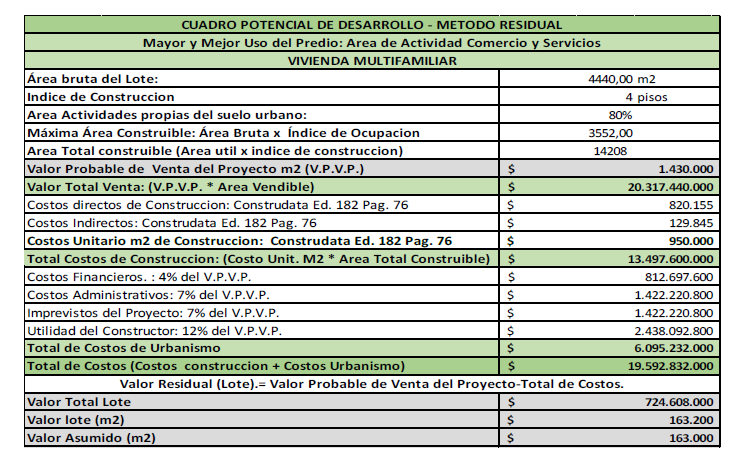 CUADRO POTENCIAL DE DESARROLLO - METODO RESIDUAL
Mayor y Mejor Uso del Predio: Area de Actividad Comercio y Servicios
VIVIENDA MULTIFAMILIAR
Área bruta del Lote: 4440,00 m2
Indice de Construccion 4 pisos
Area Actividades propias del suelo urbano: 80%
Máxima Área Construible: Área Bruta x Índice de Ocupacion 3552,00
Area Total construible (Area util x indice de construccion) 14208
Valor Probable de Venta del Proyecto m2 (V.P.V.P.) $ 1.430.000
Valor Total Venta: (V.P.V.P. * Area Vendible) $ 20.317.440.000
Costos directos de Construccion: Construdata Ed. 182 Pag. 76 $ 820.155
Costos Indirectos: Construdata Ed. 182 Pag. 76 $ 129.845
Costos Unitario m2 de Construccion: Construdata Ed. 182 Pag. 76 $ 950.000
Total Costos de Construccion: (Costo Unit. M2 * Area Total Construible) $ 13.497.600.000
Costos Financieros. : 4% del V.P.V.P. $ 812.697.600
Costos Administrativos: 7% del V.P.V.P. $ 1.422.220.800
Imprevistos del Proyecto: 7% del V.P.V.P. $ 1.422.220.800
Utilidad del Constructor: 12% del V.P.V.P. $ 2.438.092.800
Total de Costos de Urbanismo $ 6.095.232.000
Total de Costos (Costos construccion + Costos Urbanismo) $ 19.592.832.000
Valor Residual (Lote).= Valor Probable de Venta del Proyecto-Total de Costos.
Valor Total Lote $ 724.608.000
Valor lote (m2) $ 163.200
Valor Asumido (m2) $ 163.000